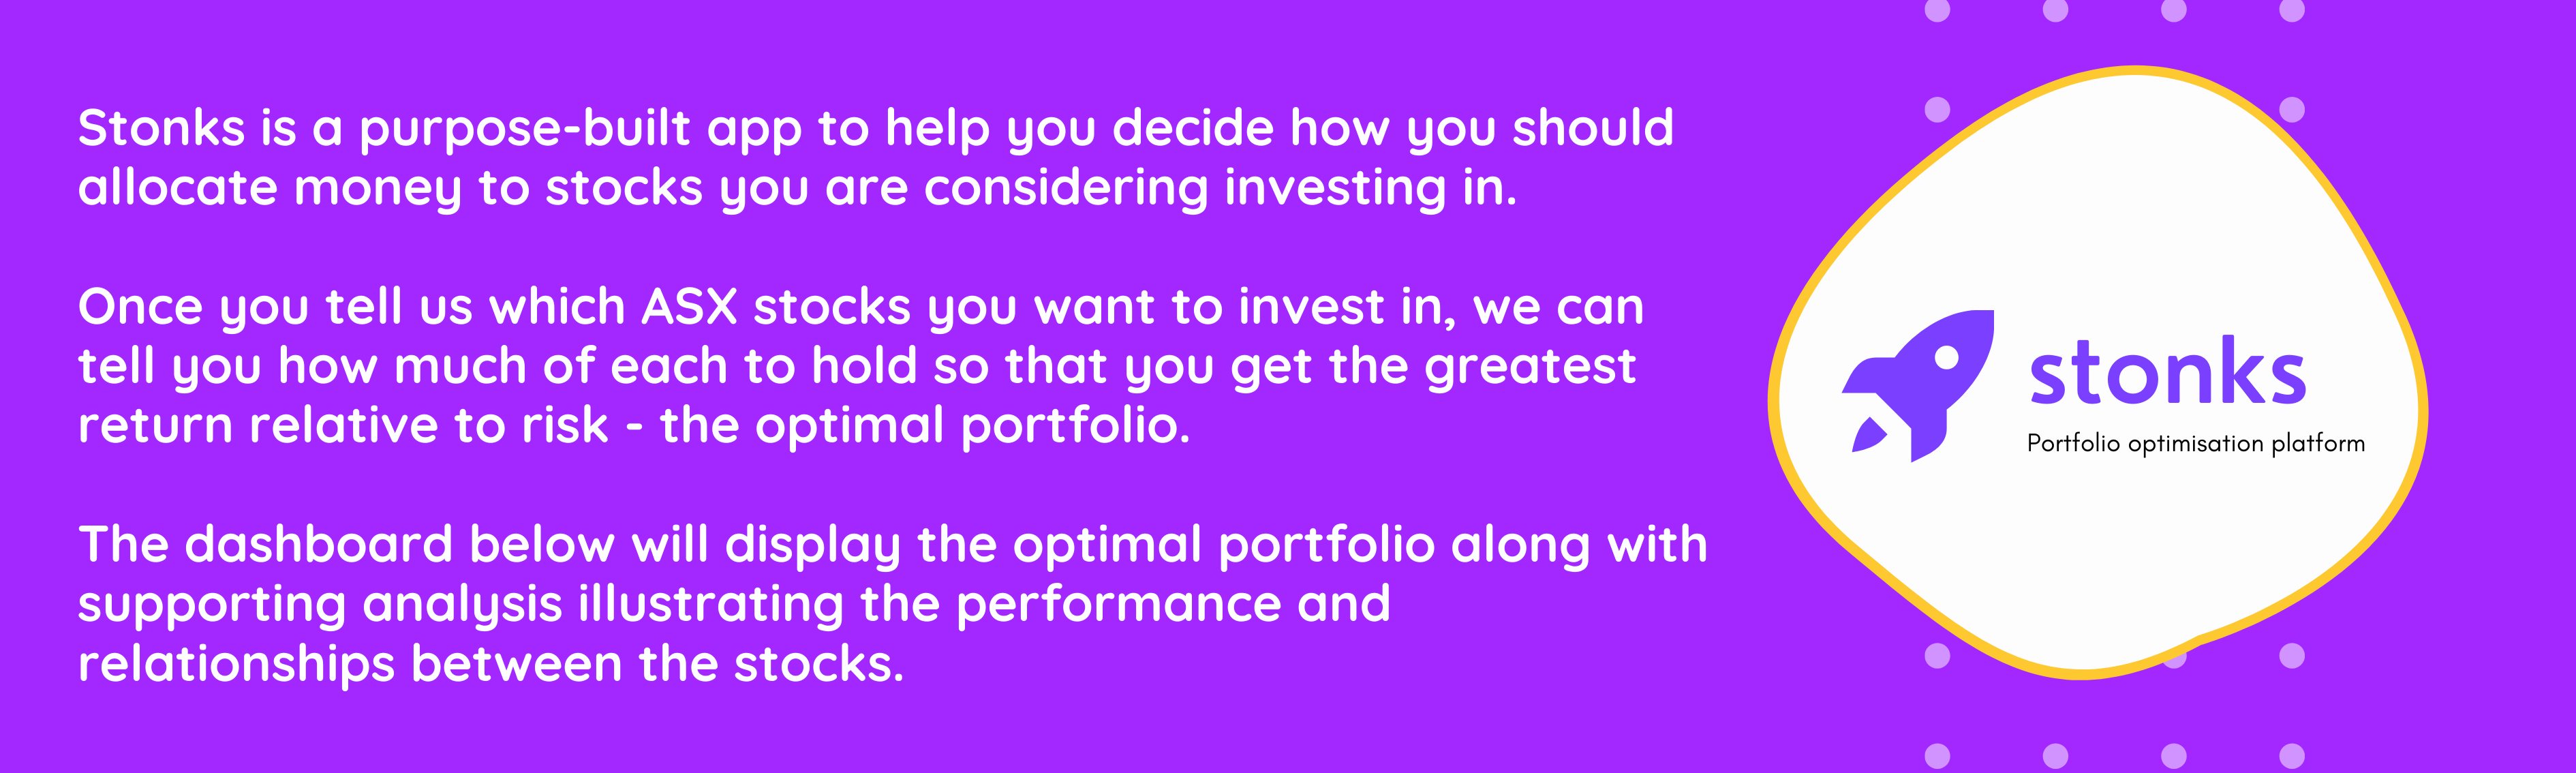 Stonks is a purpose-built app to help you decide how you should
allocate money to stocks you are considering investing in.
Once you tell us which ASX stocks you want to invest in, we can
tell you how much of each to hold so that you get the greatest
return relative to risk - the optimal portfolio.
The dashboard below will display the optimal portfolio along with
supporting analysis illustrating the performance and
relationships between the stocks.
stonks
Portfolio optimisation platform